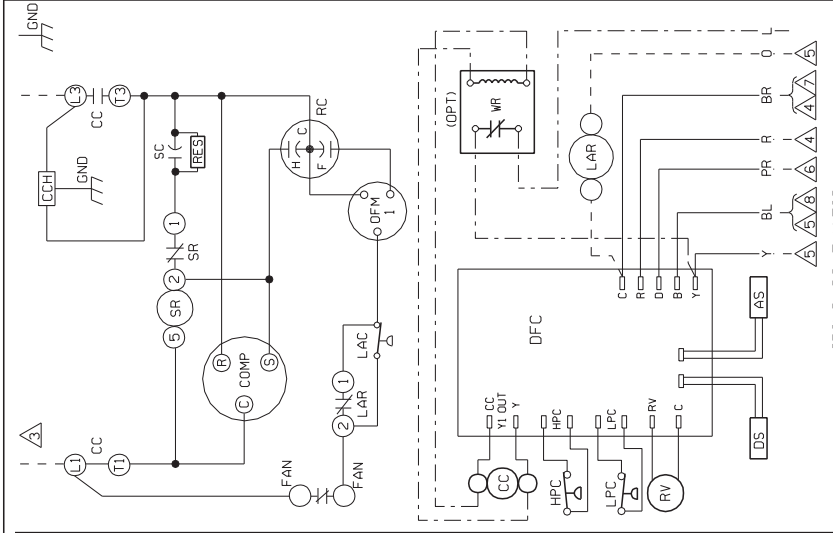 GND
3
CCH
GND
L1
L3
CC
CC
T1
T3
SC
5
SR
2
SR
1
RES
C
COMP
R
S
H
C
F
RC
FAN
FAN
2
1
LAR
LAC
OFM
1
(OPT)
WR
CC
HPC
LPC
RV
CC
Y1 OUT
Y
HPC
LPC
RV
C
DFC
LAR
C
R
D
B
Y
DS
AS
Y
BL
PR
R
BR
O
L
5
5
8
6
4
4
7
5